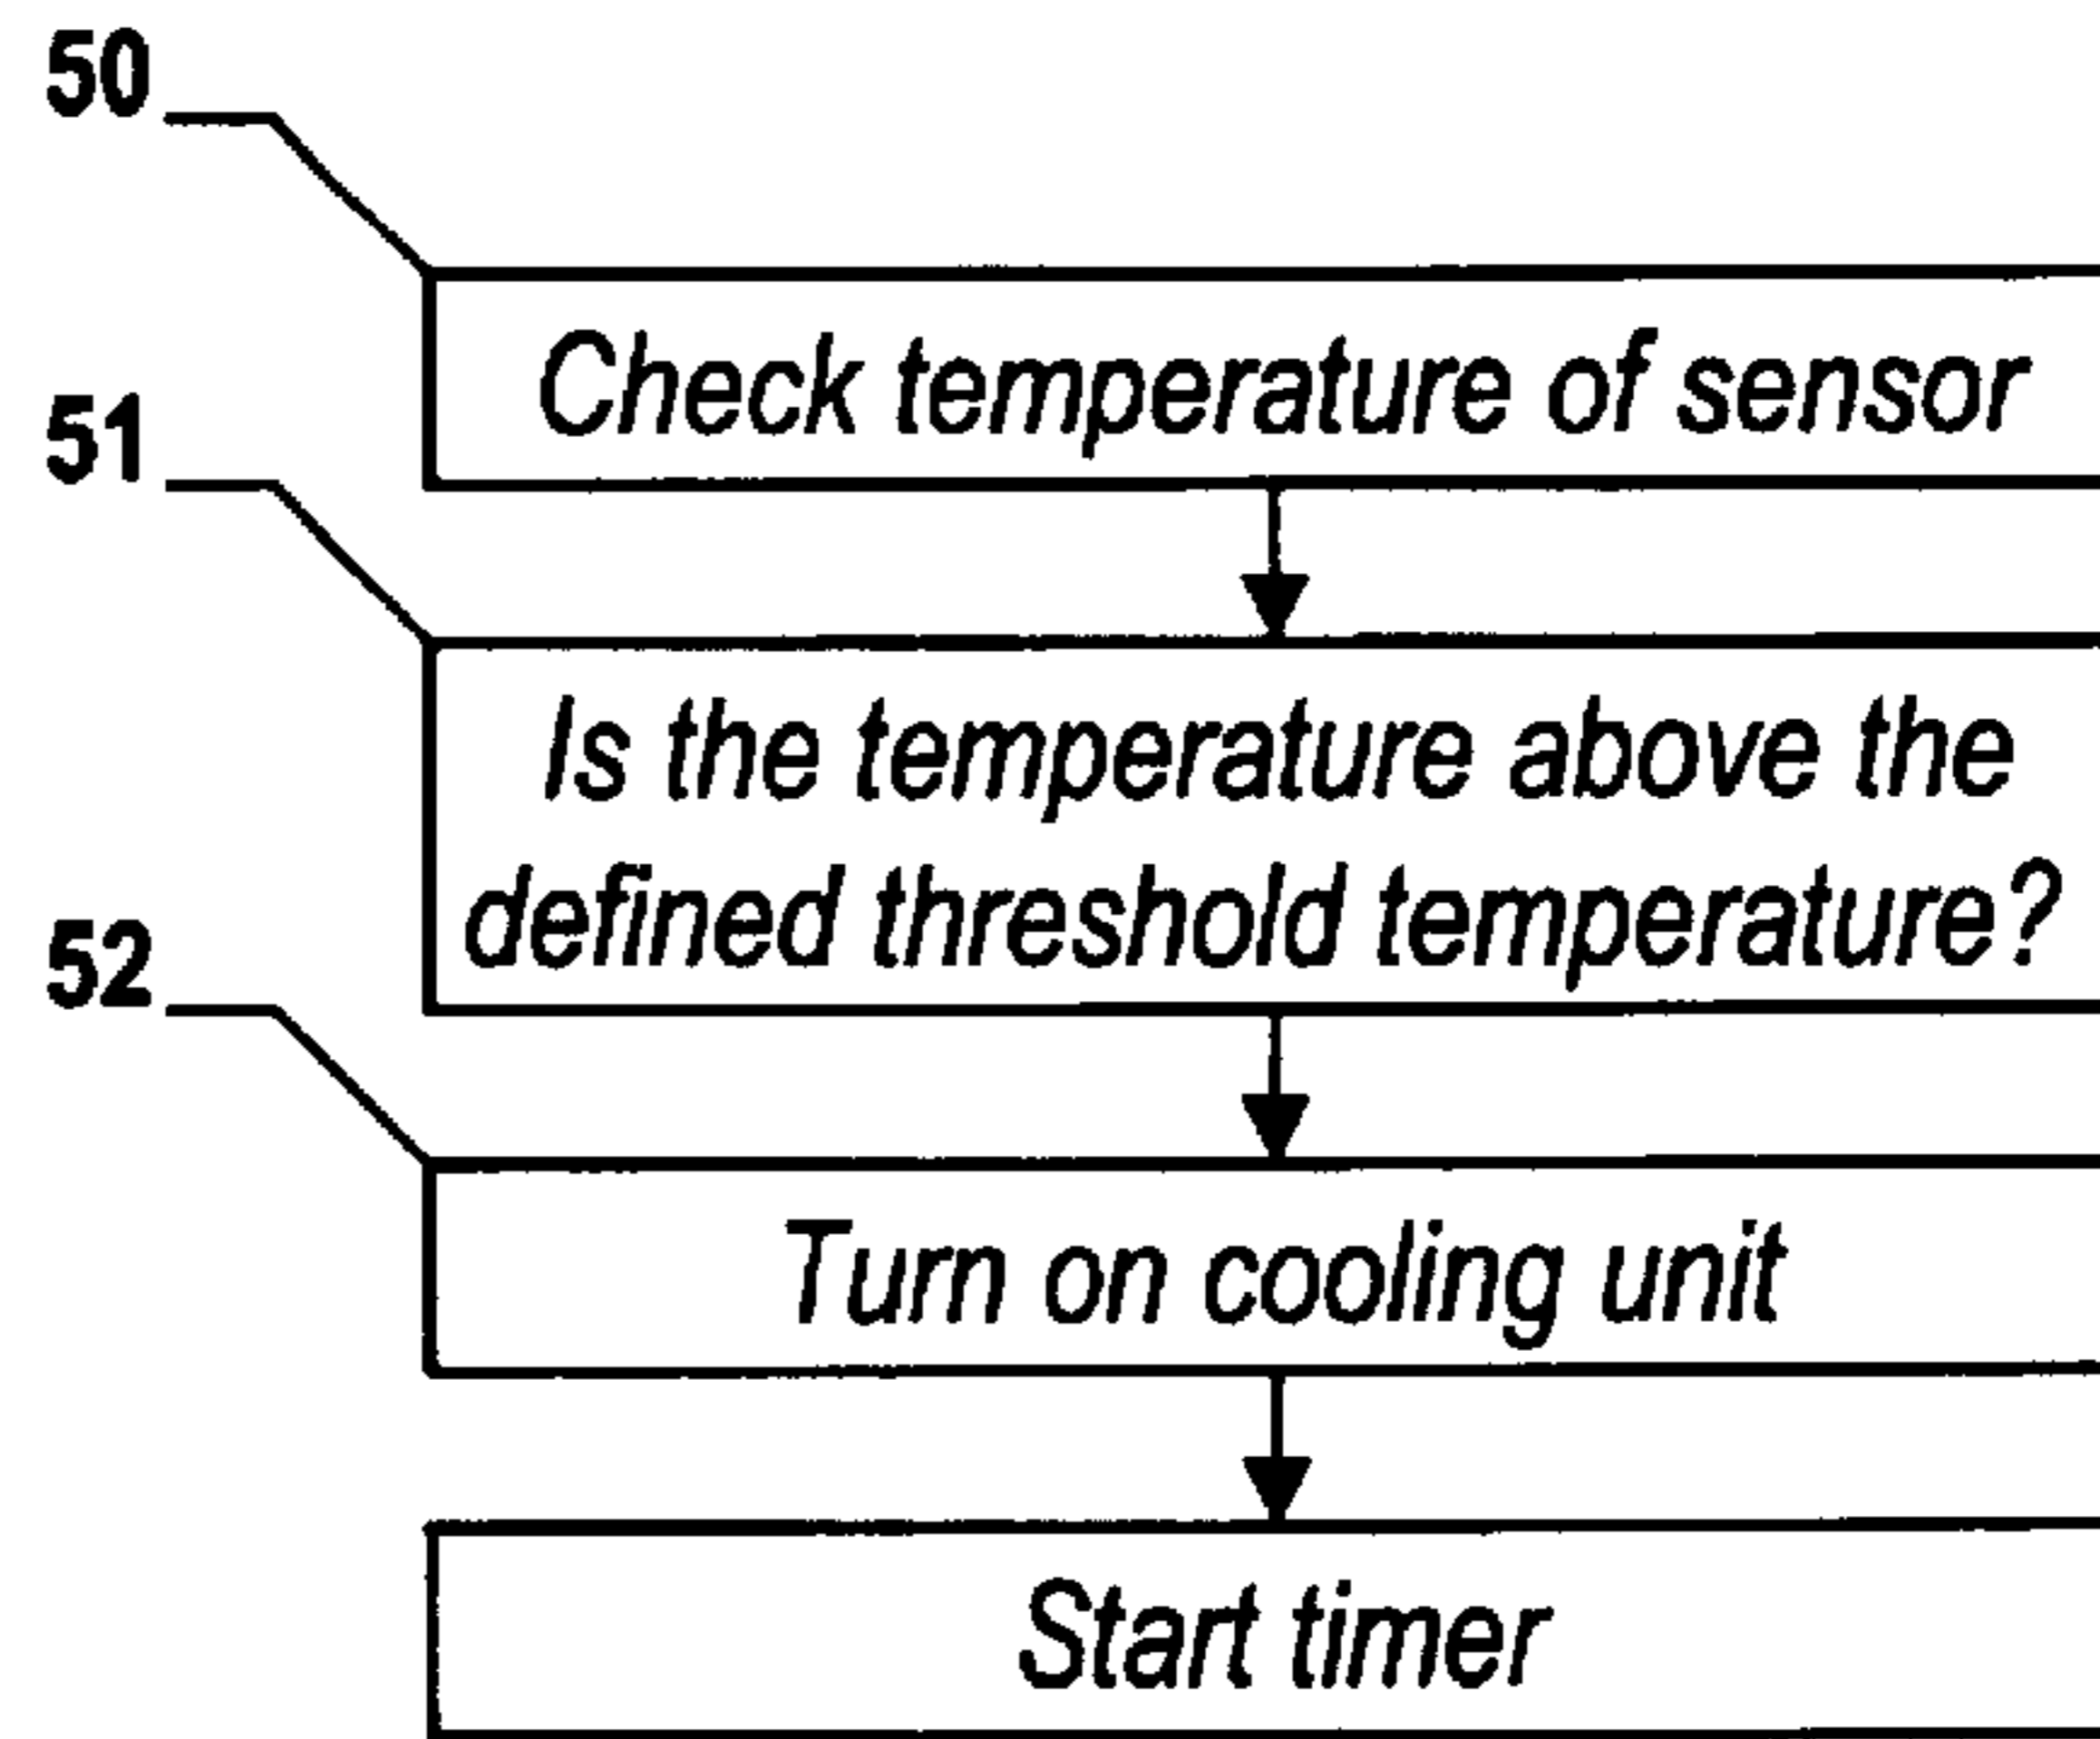 50
Check temperature of sensor
51
Is the temperature above the
defined threshold temperature?
52
Turn on cooling unit
Start timer